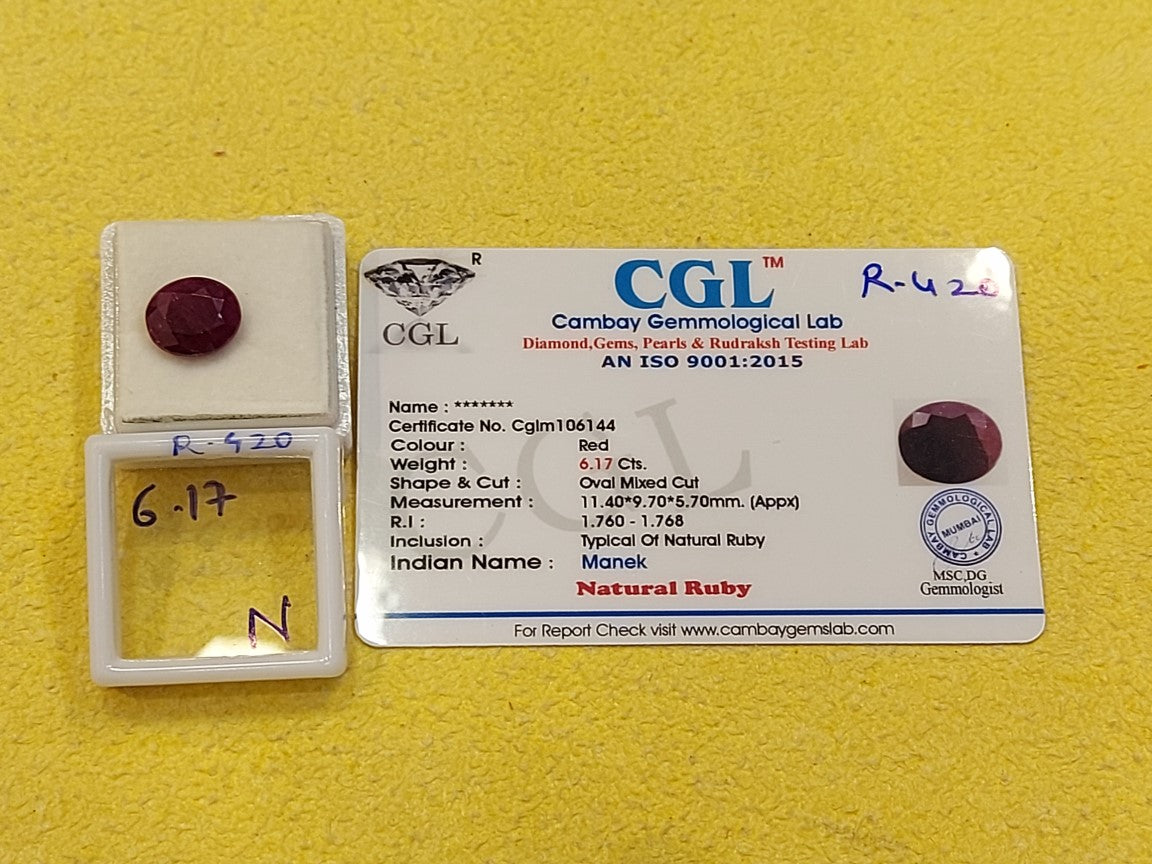 R-420
6.17
N
R
CGL
CGL™
R-420
Cambay Gemmological Lab
Diamond,Gems, Pearls & Rudraksh Testing Lab
AN ISO 9001:2015
Name : *******
Certificate No. Cglm106144
Colour : Red
Weight : 6.17 Cts.
Shape & Cut : Oval Mixed Cut
Measurement : 11.40*9.70*5.70mm. (Appx)
R.I : 1.760 - 1.768
Inclusion : Typical Of Natural Ruby
Indian Name : Manek
Natural Ruby
CGL
CAMBAY GEMMOLOGICAL LAB
MUMBAI
MSC,DG
Gemmologist
For Report Check visit www.cambaygemslab.com